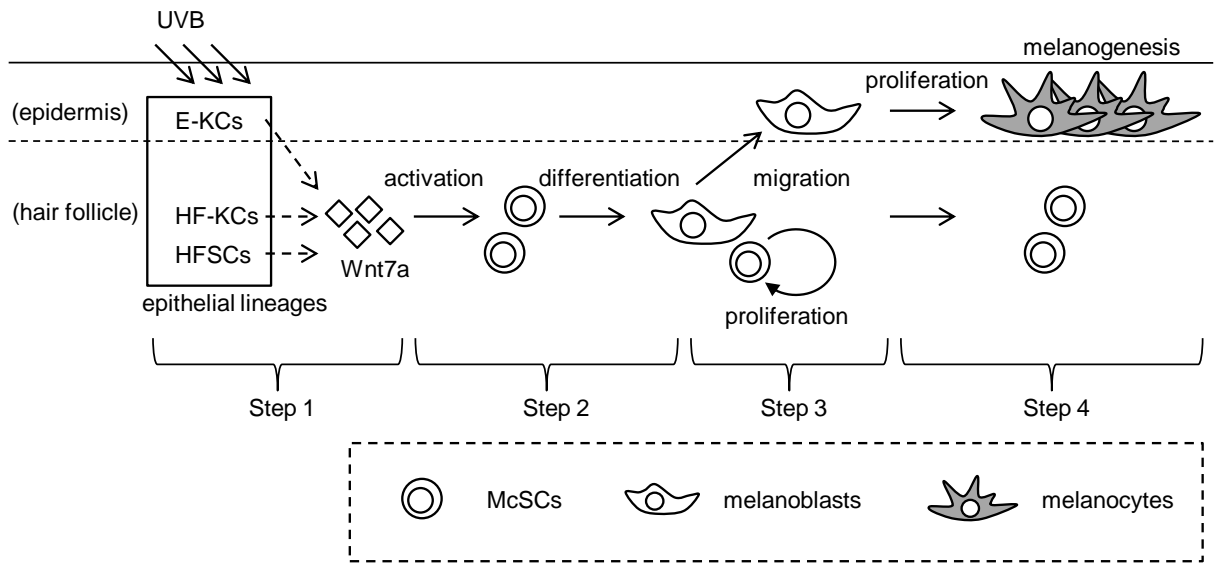 UVB
melanogenesis
proliferation
(epidermis)
E-KCs
activation
differentiation
migration
(hair follicle)
HF-KCs
HFSCs
Wnt7a
epithelial lineages
proliferation
Step 1
Step 2
Step 3
Step 4
McSCs
melanoblasts
melanocytes